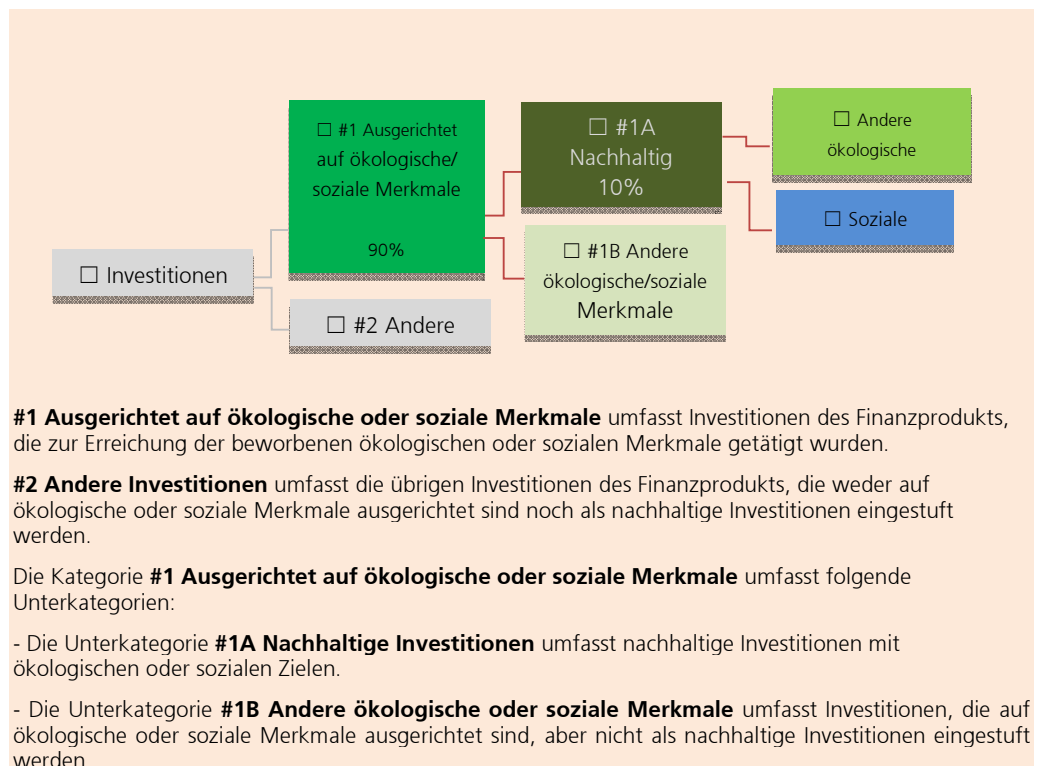 ☐ #1 Ausgerichtet
auf ökologische/
soziale Merkmale
90%
☐ #1A
Nachhaltig
10%
☐ Andere
ökologische
☐ Soziale
☐ #1B Andere
ökologische/soziale
Merkmale
☐ Investitionen
☐ #2 Andere
#1 Ausgerichtet auf ökologische oder soziale Merkmale umfasst Investitionen des Finanzprodukts,
die zur Erreichung der beworbenen ökologischen oder sozialen Merkmale getätigt wurden.
#2 Andere Investitionen umfasst die übrigen Investitionen des Finanzprodukts, die weder auf
ökologische oder soziale Merkmale ausgerichtet sind noch als nachhaltige Investitionen eingestuft
werden.
Die Kategorie #1 Ausgerichtet auf ökologische oder soziale Merkmale umfasst folgende
Unterkategorien:
- Die Unterkategorie #1A Nachhaltige Investitionen umfasst nachhaltige Investitionen mit
ökologischen oder sozialen Zielen.
- Die Unterkategorie #1B Andere ökologische oder soziale Merkmale umfasst Investitionen, die auf
ökologische oder soziale Merkmale ausgerichtet sind, aber nicht als nachhaltige Investitionen eingestuft
werden